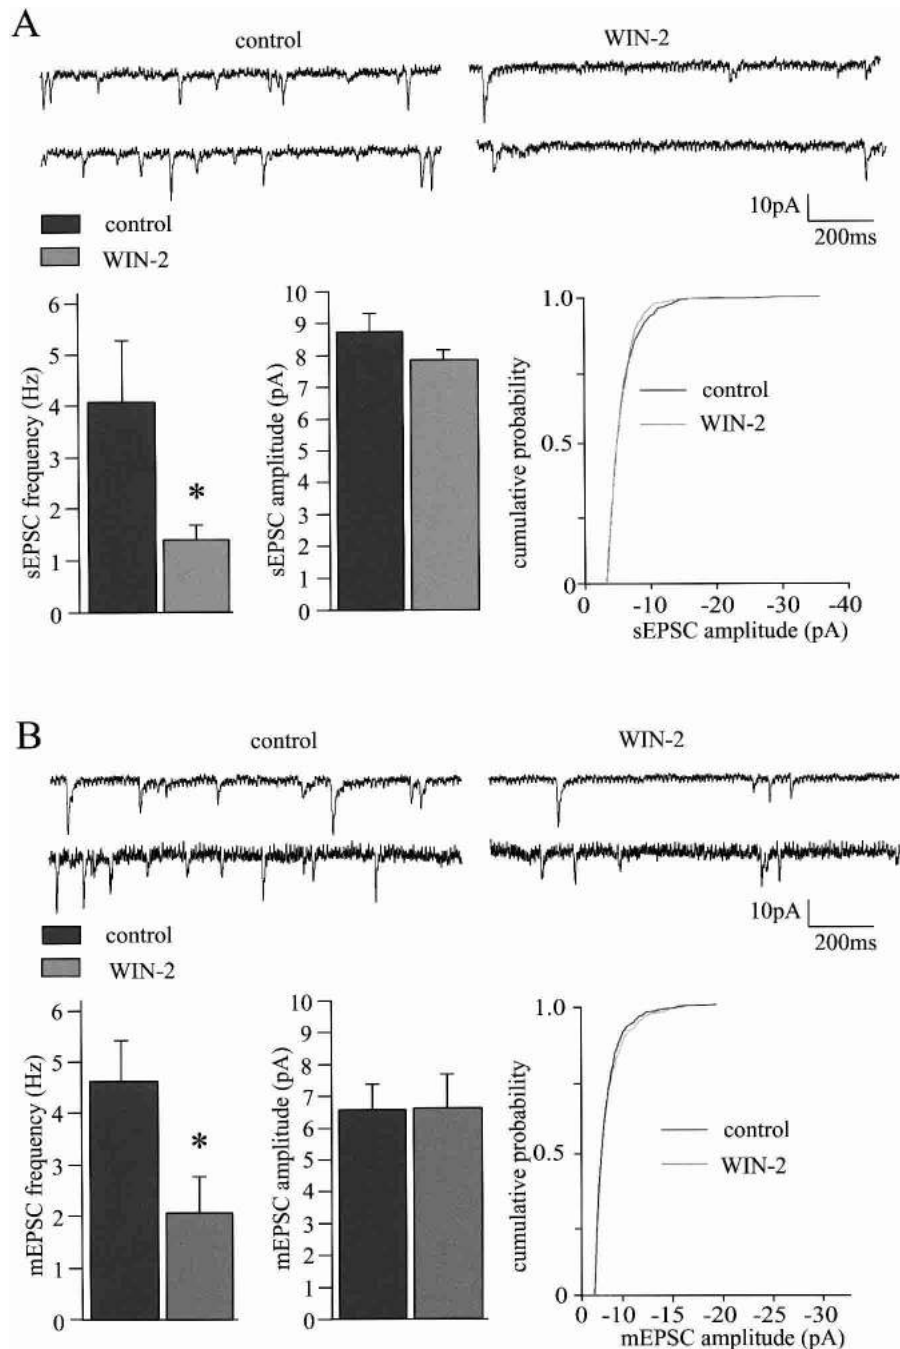 A
control
WIN-2
10pA
200ms
control
WIN-2
6
5
4
3
2
1
0
sEPSC frequency (Hz)
*
10
9
8
7
6
5
4
3
2
1
0
sEPSC amplitude (pA)
1.0
0.5
0
cumulative probability
control
WIN-2
0 -10 -20 -30 -40
sEPSC amplitude (pA)
B
control
WIN-2
10pA
200ms
control
WIN-2
6
5
4
3
2
1
0
mEPSC frequency (Hz)
*
10
9
8
7
6
5
4
3
2
1
0
mEPSC amplitude (pA)
1.0
0.5
0
cumulative probability
control
WIN-2
0 -10 -15 -20 -25 -30
mEPSC amplitude (pA)